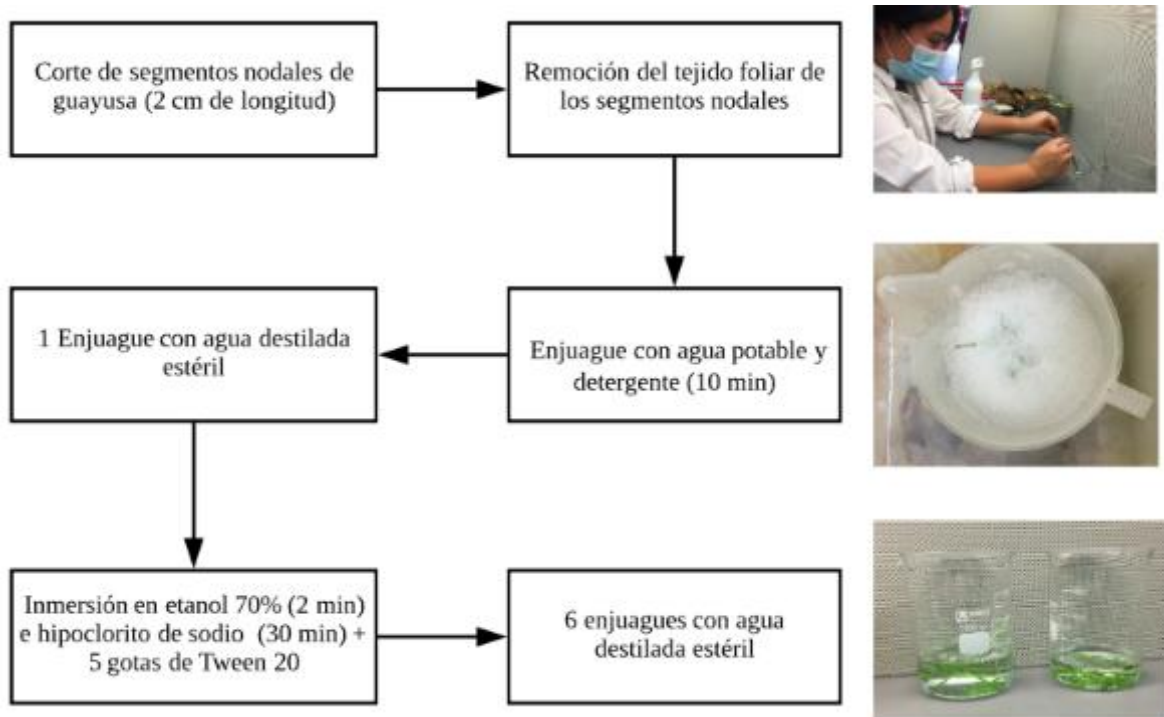 Corte de segmentos nodales de
guayusa (2 cm de longitud)
Remoción del tejido foliar de
los segmentos nodales
Enjuague con agua potable y
detergente (10 min)
1 Enjuague con agua destilada
estéril
Inmersión en etanol 70% (2 min)
e hipoclorito de sodio (30 min) +
5 gotas de Tween 20
6 enjuagues con agua
destilada estéril